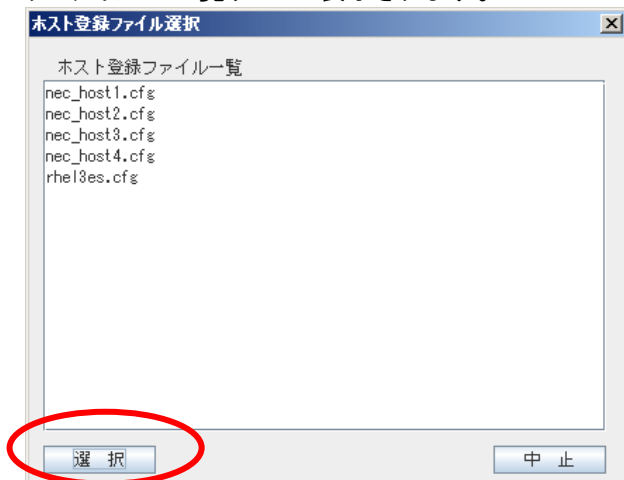 ホスト登録ファイル選択
ホスト登録ファイル一覧
nec_host1.cfg
nec_host2.cfg
nec_host3.cfg
nec_host4.cfg
rhel3es.cfg
選 択
中 止